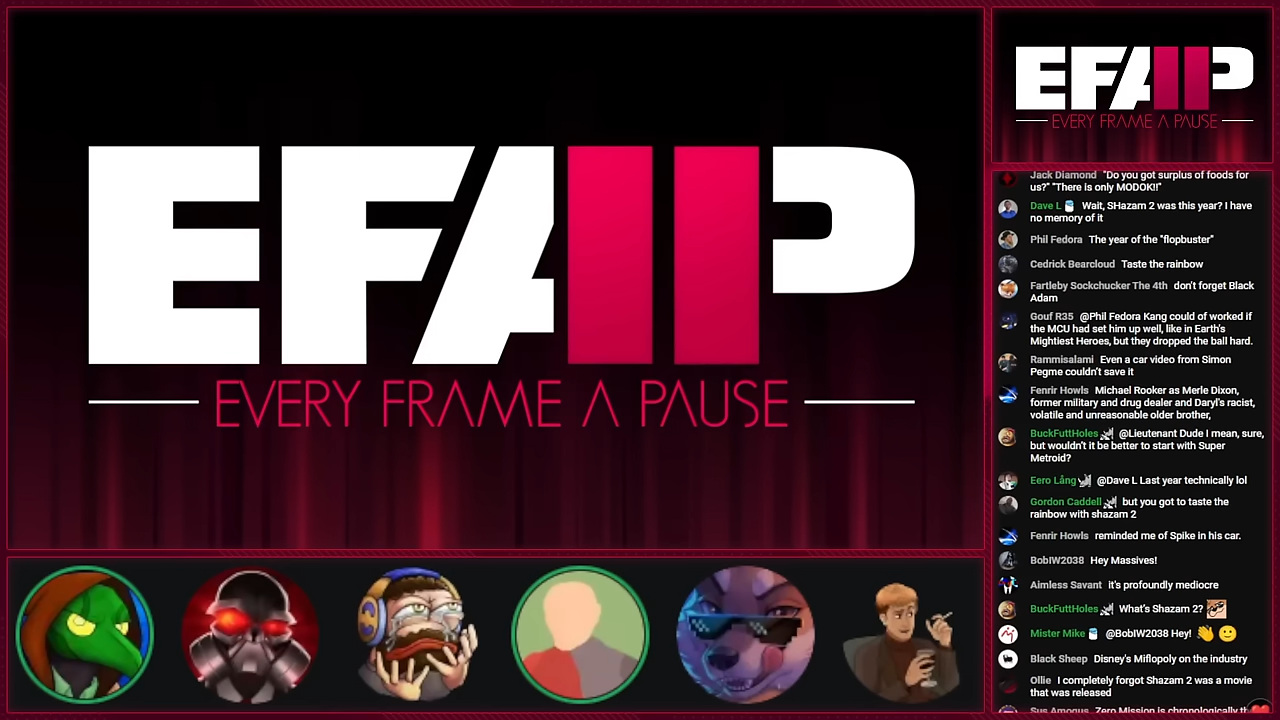 EFAP
EVERY FRAME A PAUSE
EFAP
EVERY FRAME A PAUSE
Jack Diamond "Do you got surplus of foods for
us?" "There is only MODOK!!"
Dave L Wait, SHazam 2 was this year? I have
no memory of it
Phil Fedora The year of the "flopbuster"
Cedrick Bearcloud Taste the rainbow
Fartleby Sockchucker The 4th don't forget Black
Adam
Gouf R35 @Phil Fedora Kang could of worked if
the MCU had set him up well, like in Earth's
Mightiest Heroes, but they dropped the ball hard.
Rammisalami Even a car video from Simon
Pegme couldn't save it
Fenrir Howls Michael Rooker as Merle Dixon,
former military and drug dealer and Daryl's racist,
volatile and unreasonable older brother,
BuckFuttHoles @Lieutenant Dude I mean, sure,
but wouldn't it be better to start with Super
Metroid?
Eero Lång @Dave L Last year technically lol
Gordon Caddell but you got to taste the
rainbow with shazam 2
Fenrir Howls reminded me of Spike in his car.
BobIW2038 Hey Massives!
Aimless Savant it's profoundly mediocre
BuckFuttHoles What's Shazam 2?
Mister Mike @BobIW2038 Hey!
Black Sheep Disney's Miflopoly on the industry
Ollie I completely forgot Shazam 2 was a movie
that was released
Sus Amogus Zero Mission is chronologically